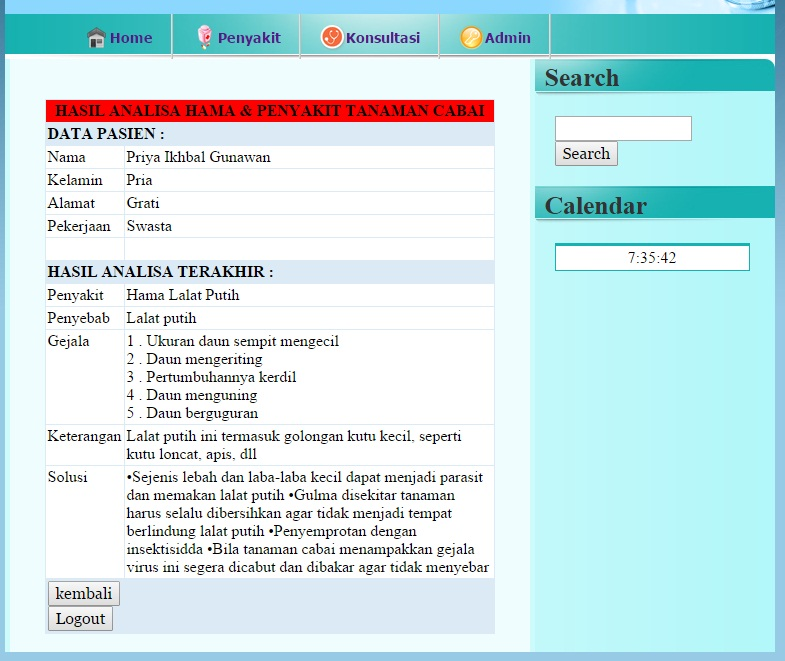 Home Penyakit Konsultasi Admin
HASIL ANALISA HAMA & PENYAKIT TANAMAN CABAI
DATA PASIEN :
Nama Priya Ikhbal Gunawan
Kelamin Pria
Alamat Grati
Pekerjaan Swasta
HASIL ANALISA TERAKHIR :
Penyakit Hama Lalat Putih
Penyebab Lalat putih
Gejala 1 . Ukuran daun sempit mengecil
2 . Daun mengeriting
3 . Pertumbuhannya kerdil
4 . Daun menguning
5 . Daun berguguran
Keterangan Lalat putih ini termasuk golongan kutu kecil, seperti
kutu loncat, apis, dll
Solusi •Sejenis lebah dan laba-laba kecil dapat menjadi parasit
dan memakan lalat putih •Gulma disekitar tanaman
harus selalu dibersihkan agar tidak menjadi tempat
berlindung lalat putih •Penyemprotan dengan
insektisidda •Bila tanaman cabai menampakkan gejala
virus ini segera dicabut dan dibakar agar tidak menyebar
kembali
Logout
Search
Search
Calendar
7:35:42